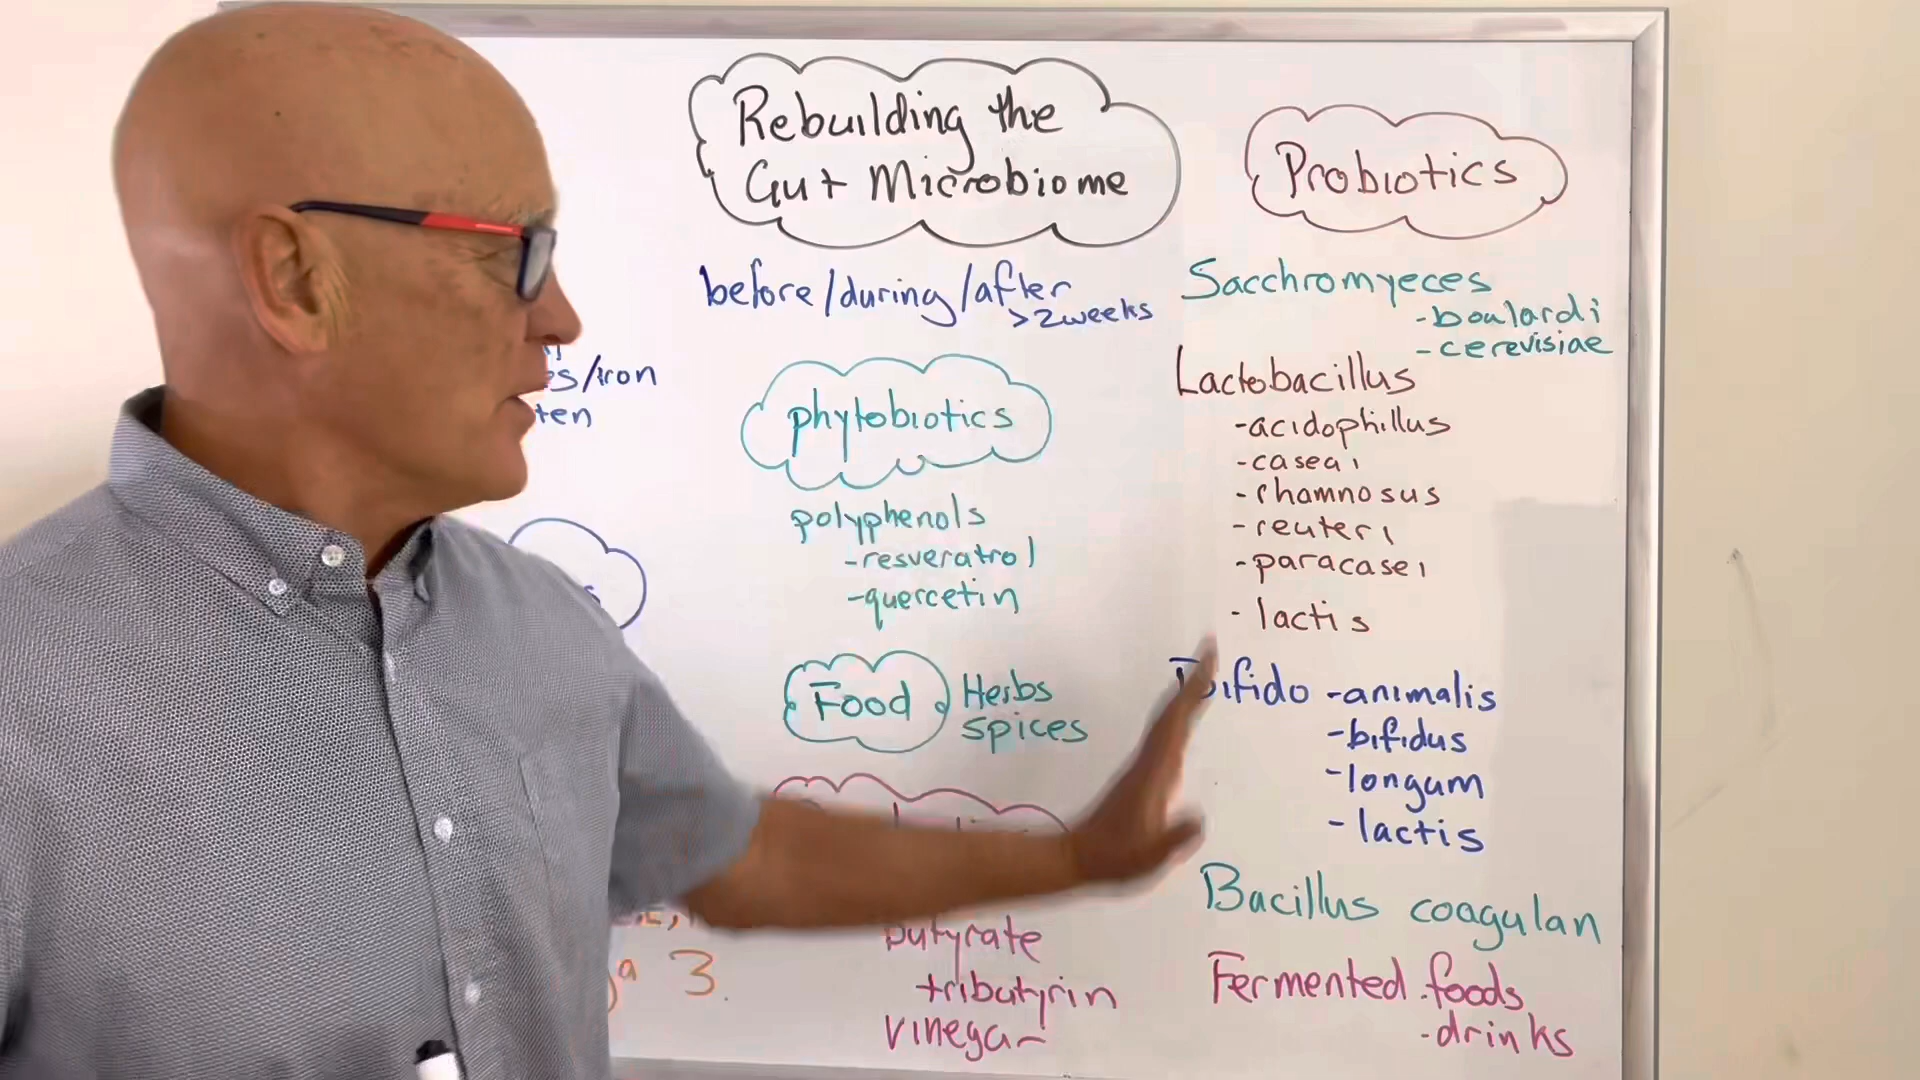 Rebuilding the
Gut Microbiome
before/during/after
>2weeks
/iron
phytobiotics
polyphenols
-resveratrol
-quercetin
Food
Herbs
spices
butyrate
tributyrin
vinegar
3
Probiotics
Sacchromyeces
-boulardi
-cerevisiae
Lactobacillus
-acidophillus
-caseai
-rhamnosus
-reuteri
-paracasei
-lactis
Bifido -animalis
-bifidus
-longum
-lactis
Bacillus coagulan
Fermented foods
-drinks